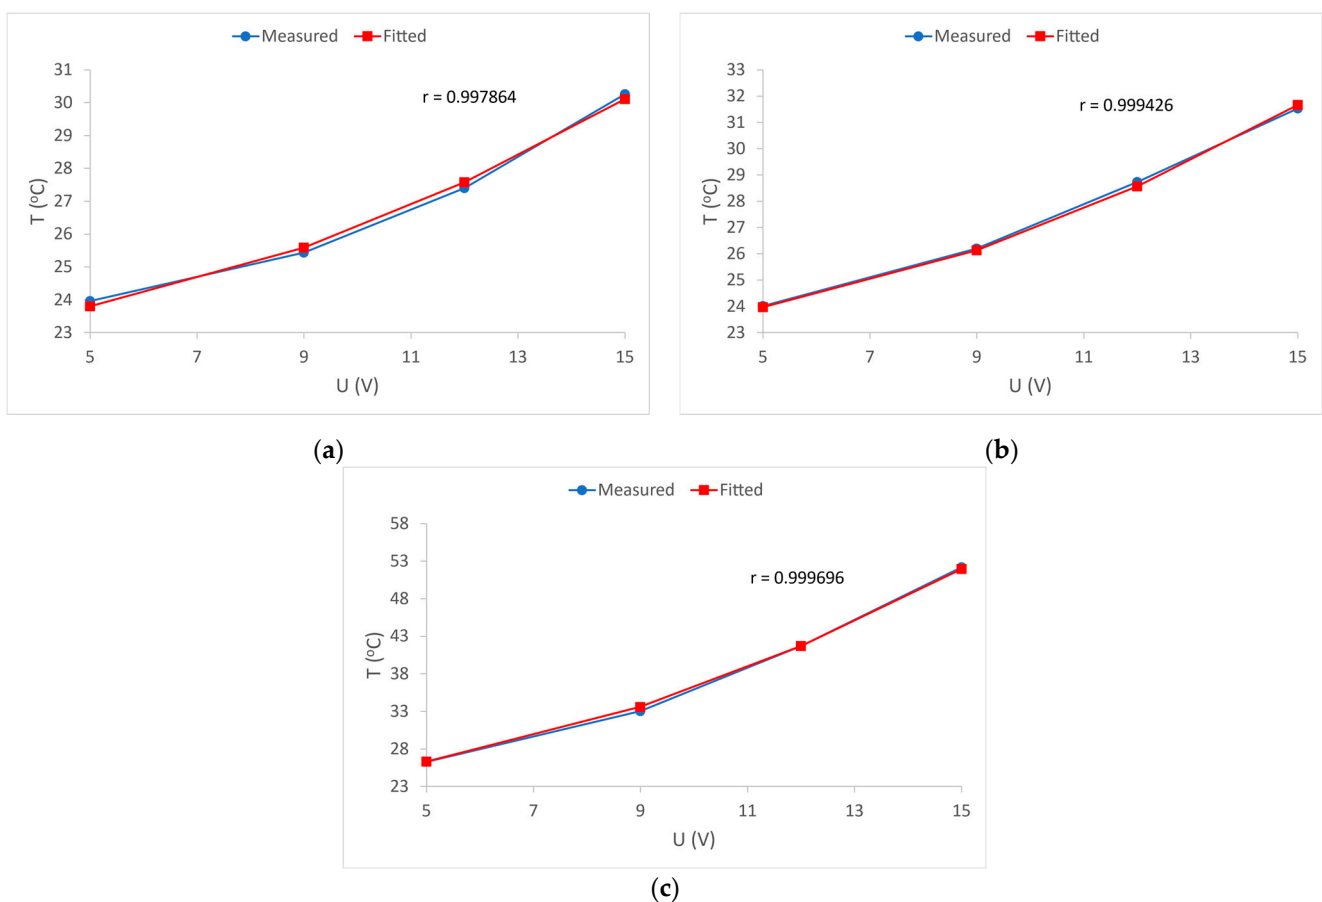 Measured Fitted
31
30
29
28
27
26
25
24
23
T (ºC)
r = 0.997864
5 7 9 11 13 15
U (V)
(a)
Measured Fitted
33
32
31
30
29
28
27
26
25
24
23
T (ºC)
r = 0.999426
5 7 9 11 13 15
U (V)
(b)
Measured Fitted
58
53
48
43
38
33
28
23
T (ºC)
r = 0.999696
5 7 9 11 13 15
U (V)
(c)